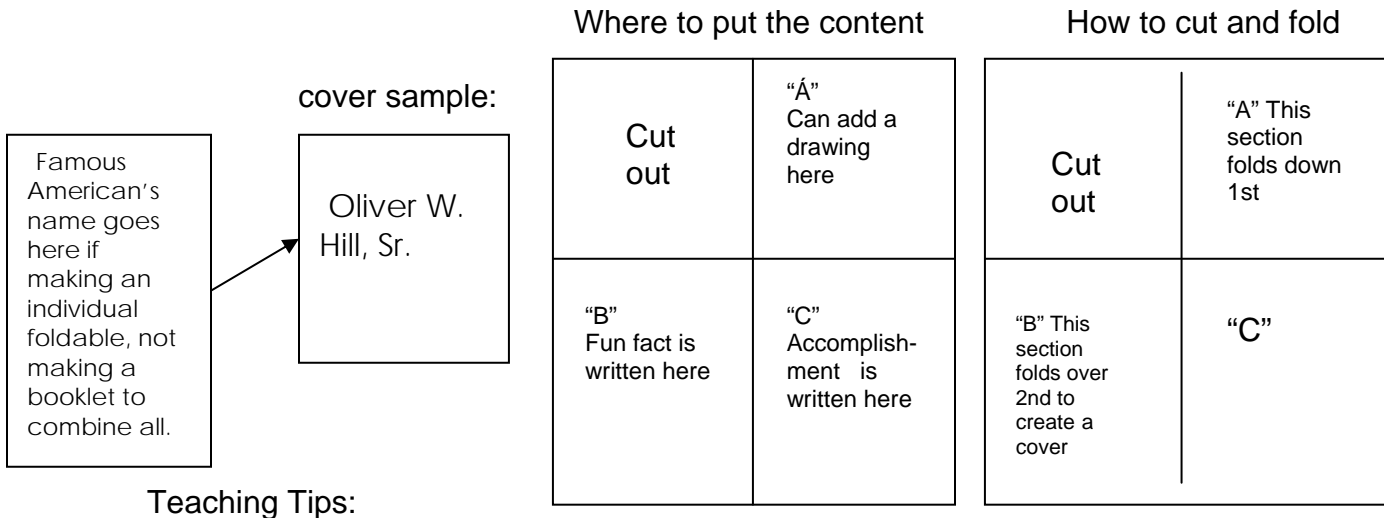 Where to put the content
How to cut and fold
cover sample:
Famous
American's
name goes
here if
making an
individual
foldable, not
making a
booklet to
combine all.
Oliver W.
Hill, Sr.
Cut
out
“Á”
Can add a
drawing
here
“B”
Fun fact is
written here
“C”
Accomplish-
ment is
written here
Cut
out
“A” This
section
folds down
1st
“B” This
section
folds over
2nd to
create a
cover
“C”
Teaching Tips: